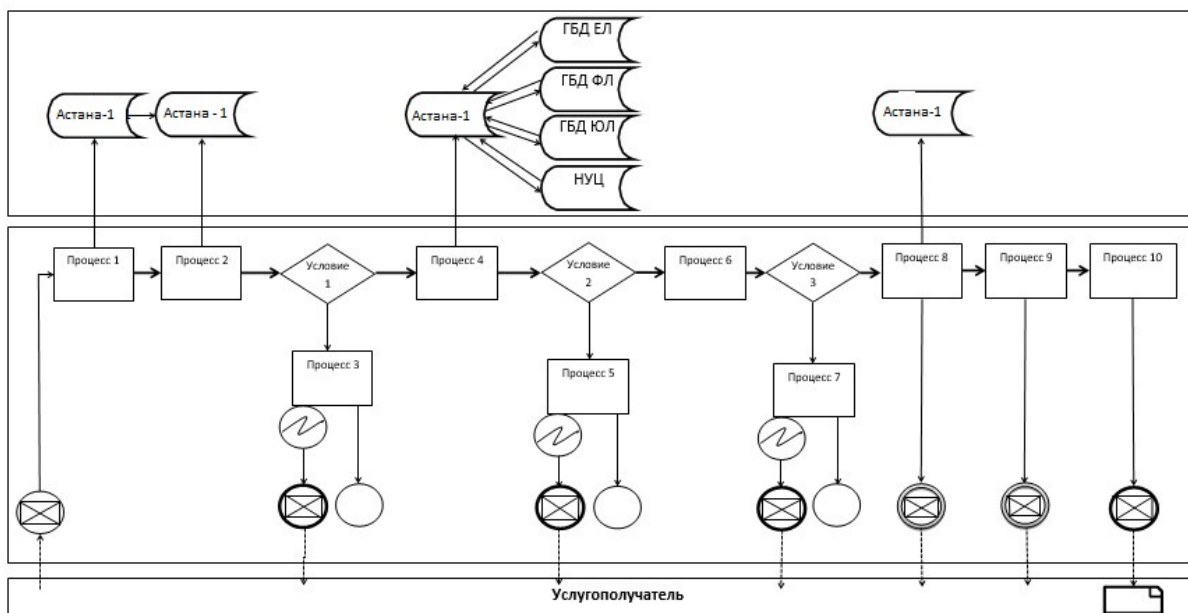 ГБД ЕЛ
ГБД ФЛ
Астана-1
Астана - 1
Астана-1
ГБД ЮЛ
Астана-1
НУЦ
Процесс 1
Процесс 2
Условие
1
Процесс 4
Условие
2
Процесс 6
Условие
3
Процесс 8
Процесс 9
Процесс 10
Процесс 3
Процесс 5
Процесс 7
Услугополучатель